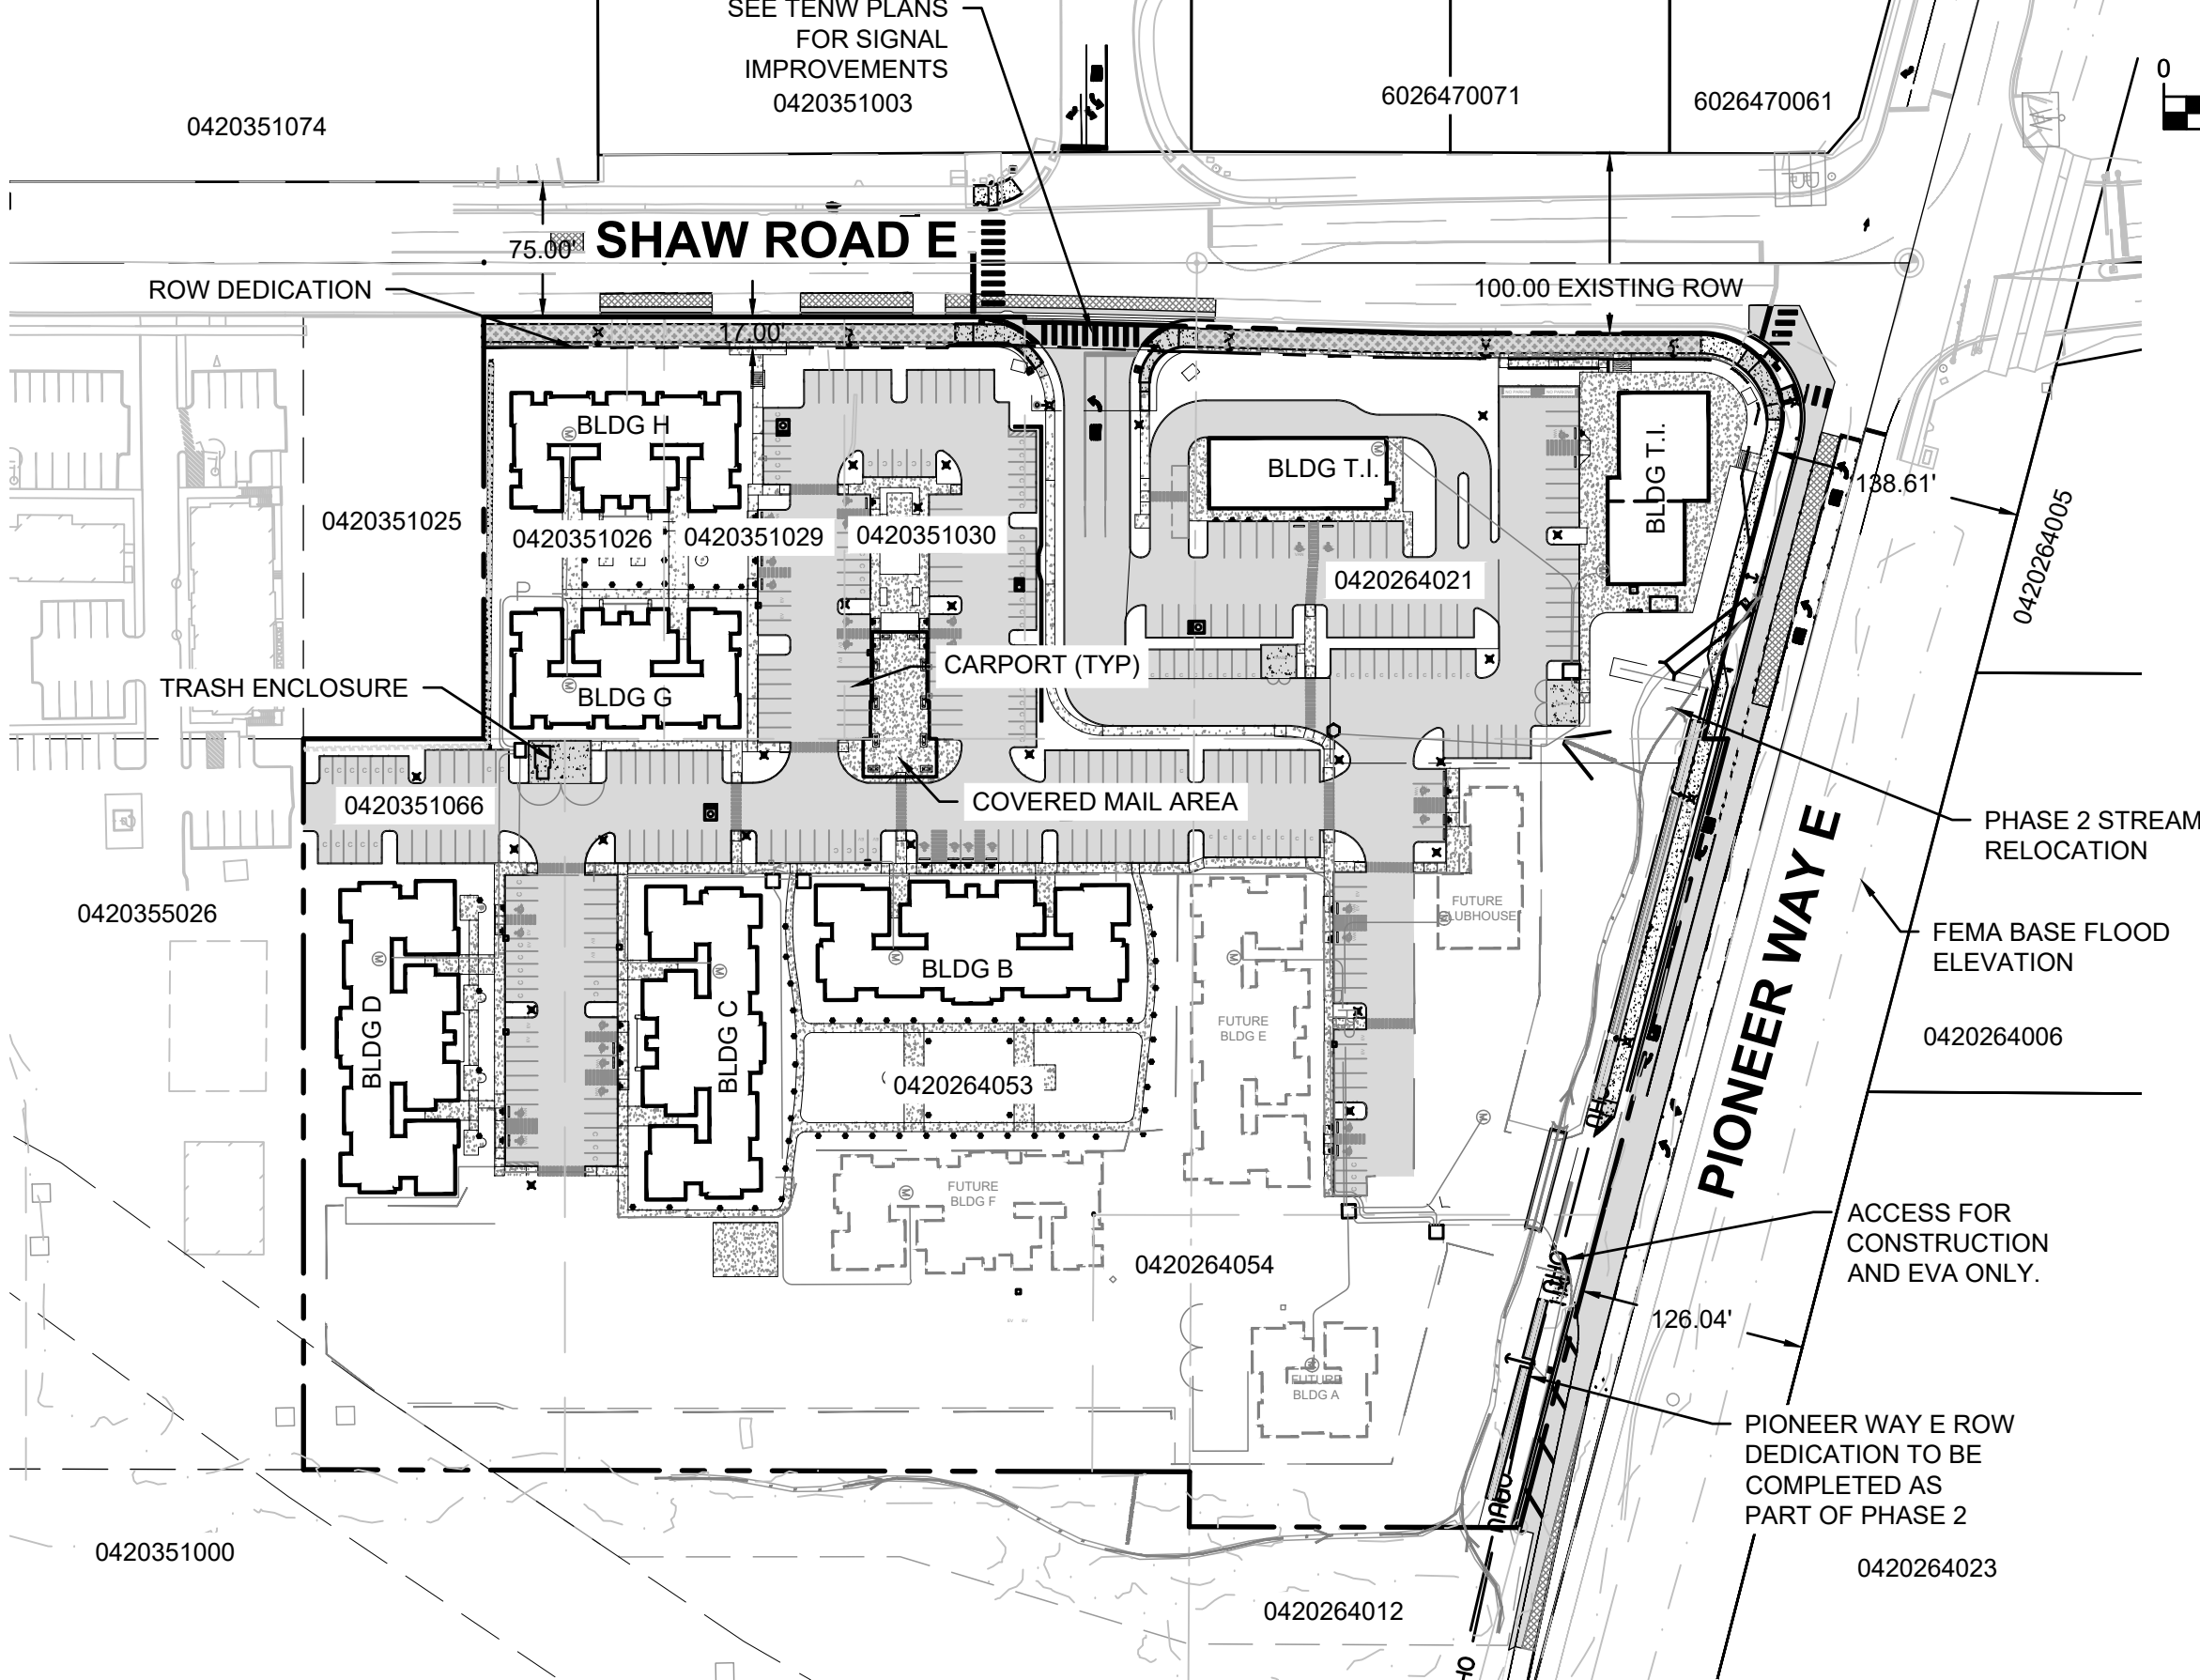 SEE TENW PLANS
FOR SIGNAL
IMPROVEMENTS
0420351003
0420351074
6026470071
6026470061
0
75.00'
SHAW ROAD E
ROW DEDICATION
100.00 EXISTING ROW
17.00'
BLDG H
BLDG T.I.
BLDG T.I.
138.61'
0420264005
0420351025
0420351026
0420351029
0420351030
0420264021
CARPORT (TYP)
TRASH ENCLOSURE
BLDG G
0420351066
COVERED MAIL AREA
PHASE 2 STREAM
RELOCATION
0420355026
FUTURE
CLUBHOUSE
FEMA BASE FLOOD
ELEVATION
BLDG D
BLDG C
BLDG B
FUTURE
BLDG E
PIONEER WAY E
0420264006
0420264053
FUTURE
BLDG F
0420264054
ACCESS FOR
CONSTRUCTION
AND EVA ONLY.
126.04'
FUTURE
BLDG A
PIONEER WAY E ROW
DEDICATION TO BE
COMPLETED AS
PART OF PHASE 2
0420351000
0420264023
0420264012